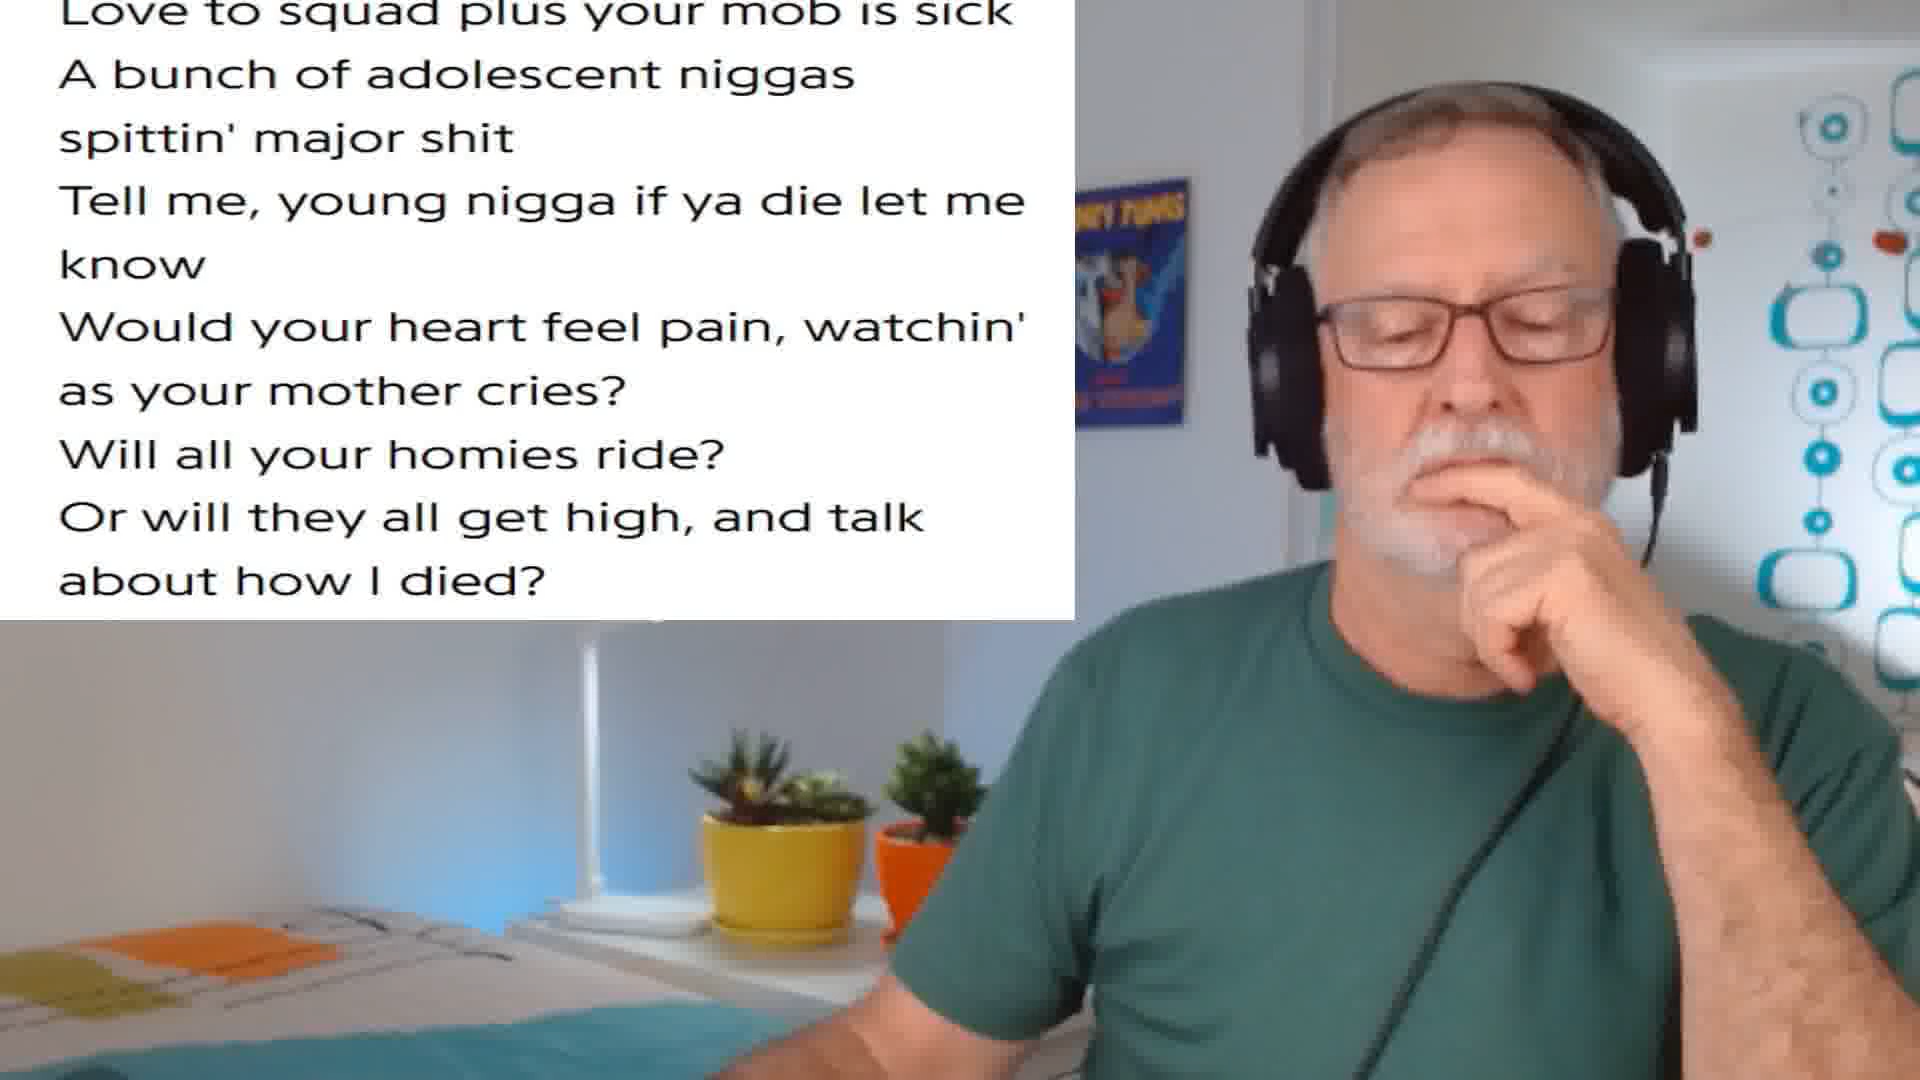 Love to squad plus your mob is sick
A bunch of adolescent niggas
spittin' major shit
Tell me, young nigga if ya die let me
know
Would your heart feel pain, watchin'
as your mother cries?
Will all your homies ride?
Or will they all get high, and talk
about how I died?